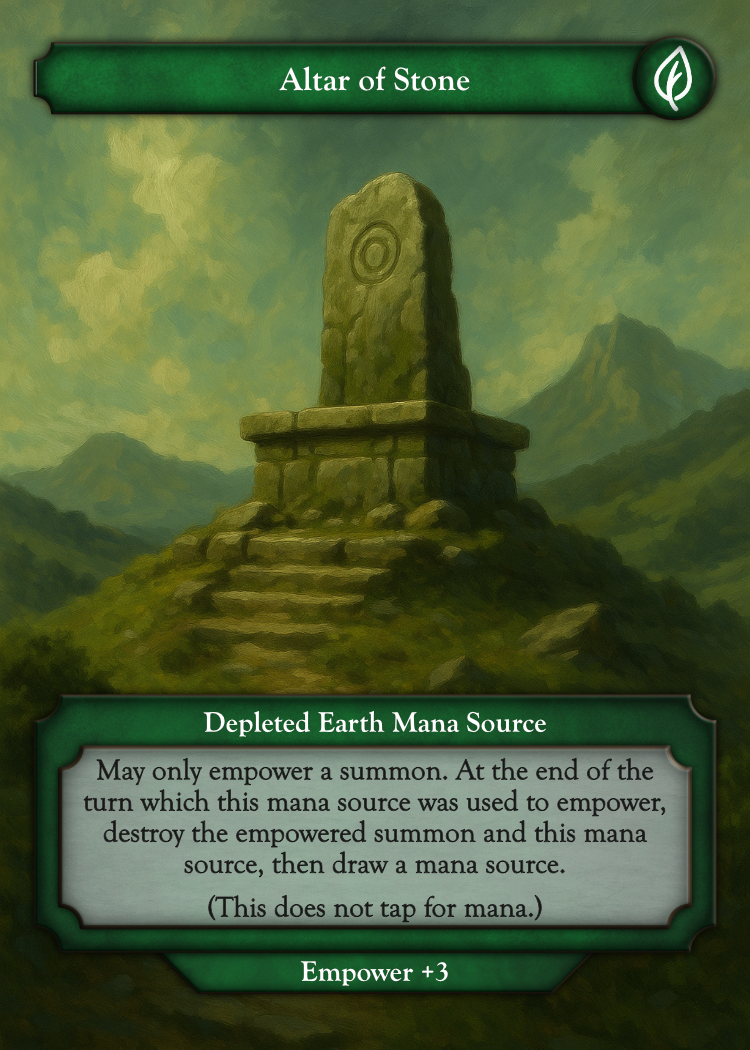 Altar of Stone
Depleted Earth Mana Source
May only empower a summon. At the end of the
turn which this mana source was used to empower,
destroy the empowered summon and this mana
source, then draw a mana source.
(This does not tap for mana.)
Empower +3